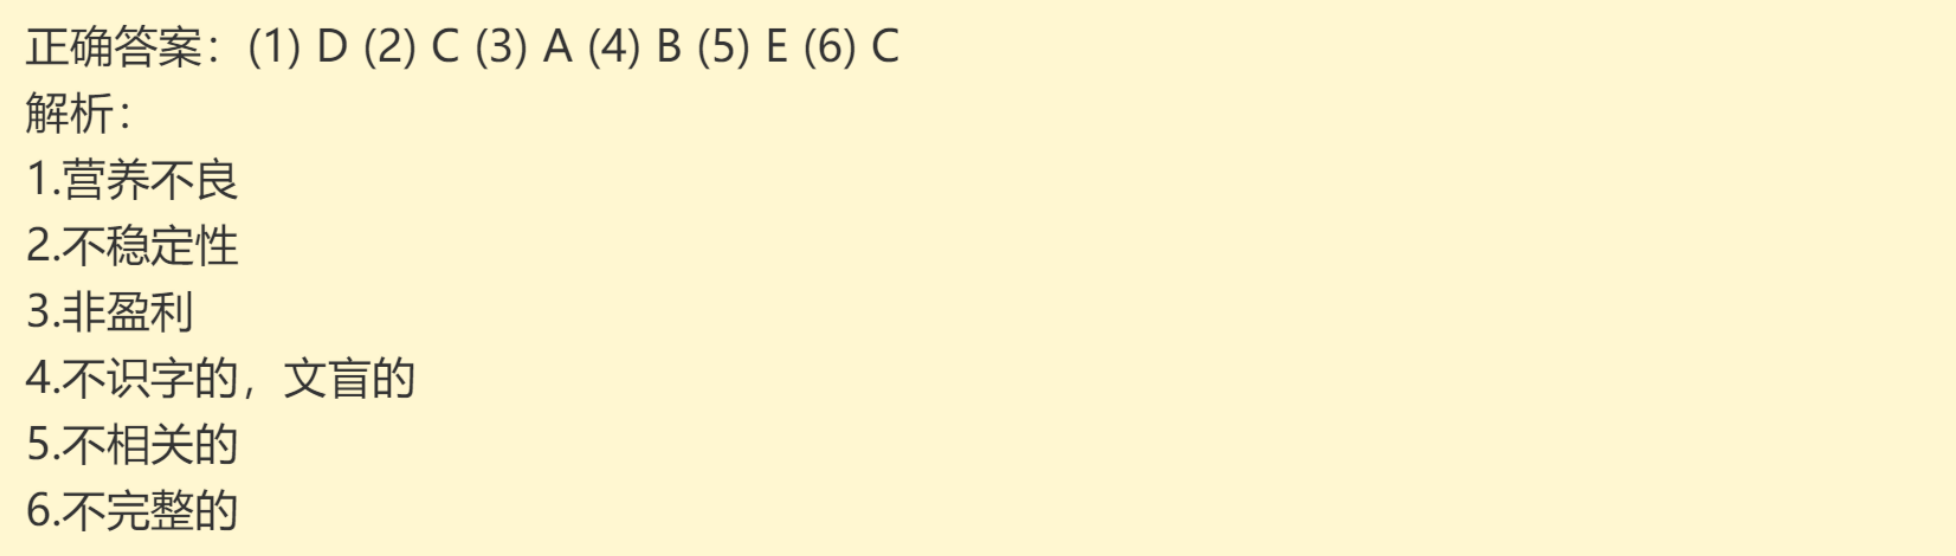 正确答案：(1) D (2) C (3) A (4) B (5) E (6) C
解析：
1.营养不良
2.不稳定性
3.非盈利
4.不识字的，文盲的
5.不相关的
6.不完整的